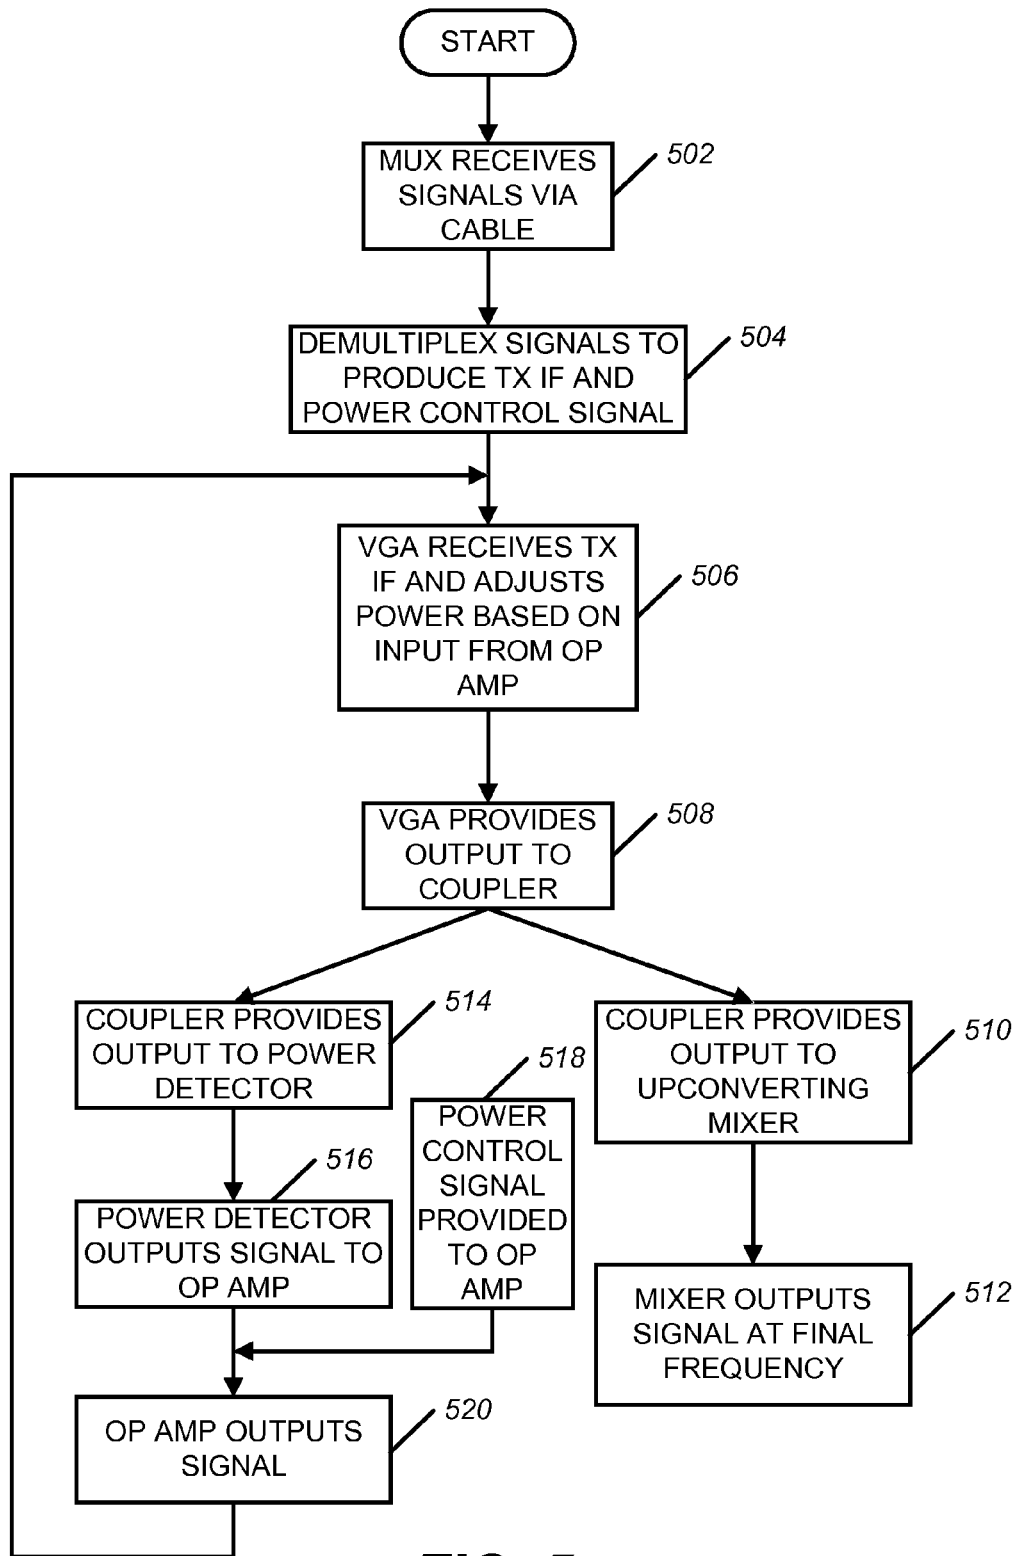 START
MUX RECEIVES
SIGNALS VIA
CABLE
502
DEMULTIPLEX SIGNALS TO
PRODUCE TX IF AND
POWER CONTROL SIGNAL
504
VGA RECEIVES TX
IF AND ADJUSTS
POWER BASED ON
INPUT FROM OP
AMP
506
VGA PROVIDES
OUTPUT TO
COUPLER
508
COUPLER PROVIDES
OUTPUT TO POWER
DETECTOR
514
COUPLER PROVIDES
OUTPUT TO
UPCONVERTING
MIXER
510
POWER DETECTOR
OUTPUTS SIGNAL TO
OP AMP
516
POWER
CONTROL
SIGNAL
PROVIDED
TO OP
AMP
518
MIXER OUTPUTS
SIGNAL AT FINAL
FREQUENCY
512
OP AMP OUTPUTS
SIGNAL
520